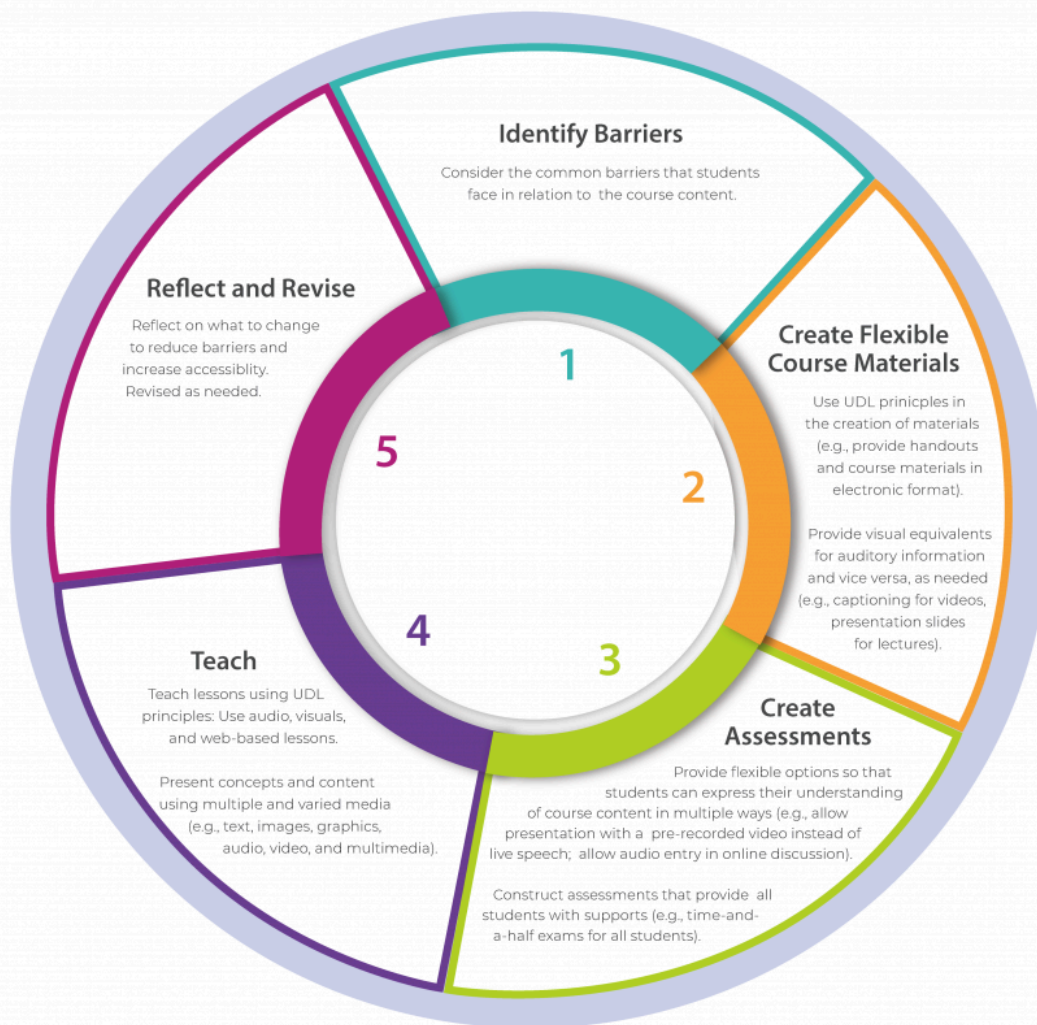 1
Identify Barriers
Consider the common barriers that students
face in relation to the course content.
2
Create Flexible
Course Materials
Use UDL prinicples in
the creation of materials
(e.g., provide handouts
and course materials in
electronic format).
Provide visual equivalents
for auditory information
and vice versa, as needed
(e.g., captioning for videos,
presentation slides
for lectures).
3
Create
Assessments
Provide flexible options so that
students can express their understanding
of course content in multiple ways (e.g., allow
presentation with a pre-recorded video instead of
live speech; allow audio entry in online discussion).
Construct assessments that provide all
students with supports (e.g., time-and-
a-half exams for all students).
4
Teach
Teach lessons using UDL
principles: Use audio, visuals,
and web-based lessons.
Present concepts and content
using multiple and varied media
(e.g., text, images, graphics,
audio, video, and multimedia).
5
Reflect and Revise
Reflect on what to change
to reduce barriers and
increase accessiblity.
Revised as needed.